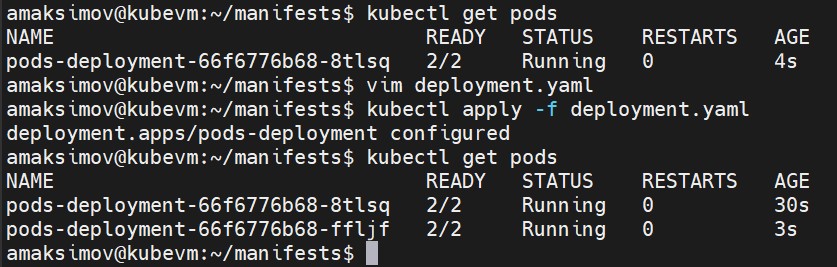 amaksimov@kubevm:~/manifests$ kubectl get pods
NAME READY STATUS RESTARTS AGE
pods-deployment-66f6776b68-8tlsq 2/2 Running 0 4s
amaksimov@kubevm:~/manifests$ vim deployment.yaml
amaksimov@kubevm:~/manifests$ kubectl apply -f deployment.yaml
deployment.apps/pods-deployment configured
amaksimov@kubevm:~/manifests$ kubectl get pods
NAME READY STATUS RESTARTS AGE
pods-deployment-66f6776b68-8tlsq 2/2 Running 0 30s
pods-deployment-66f6776b68-ffljf 2/2 Running 0 3s
amaksimov@kubevm:~/manifests$